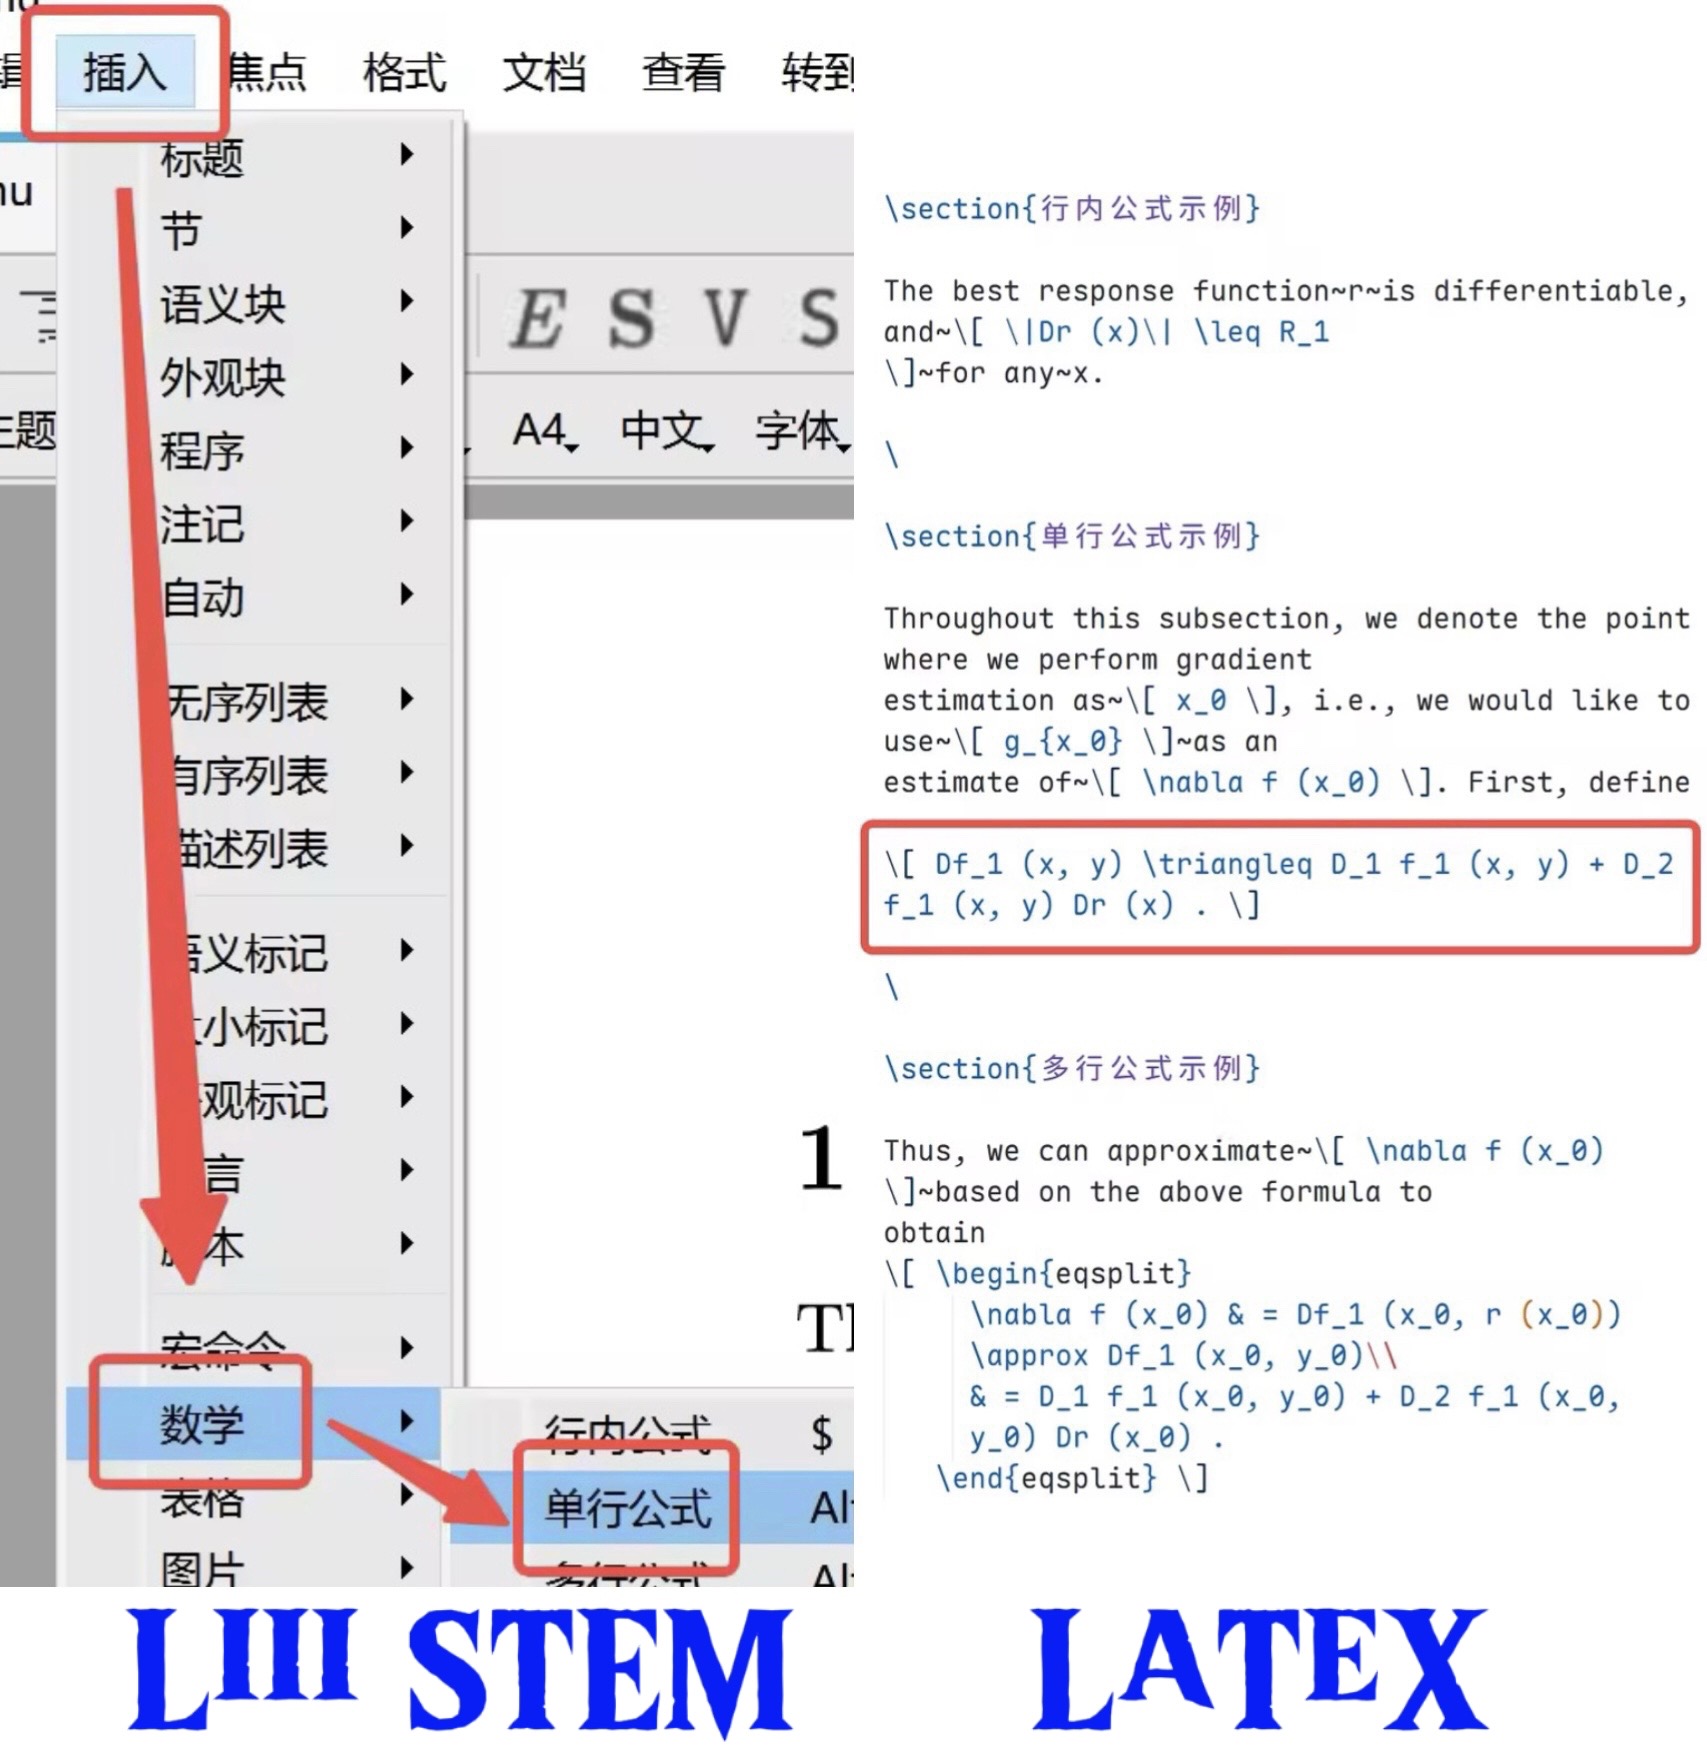 插入 焦点 格式 文档 查看 转到
标题
节
语义块
外观块
程序
注记
自动
无序列表
有序列表
描述列表
语义标记
大小标记
外观标记
语言
脚本
宏命令
数学
表格
图片
行内公式 $
单行公式 Al
多行公式 Al
nu
E S V S
主题 A4 中文 字体
1
Tl
\section{行内公式示例}
The best response function~r~is differentiable,
and~\[ \|Dr (x)\| \leq R_1
\]~for any~x.
\
\section{单行公式示例}
Throughout this subsection, we denote the point
where we perform gradient
estimation as~\[ x_0 \], i.e., we would like to
use~\[ g_{x_0} \]~as an
estimate of~\[ \nabla f (x_0) \]. First, define
\[ Df_1 (x, y) \triangleq D_1 f_1 (x, y) + D_2
f_1 (x, y) Dr (x) . \]
\
\section{多行公式示例}
Thus, we can approximate~\[ \nabla f (x_0)
\]~based on the above formula to
obtain
\[ \begin{eqsplit}
\nabla f (x_0) & = Df_1 (x_0, r (x_0))
\approx Df_1 (x_0, y_0)\\
& = D_1 f_1 (x_0, y_0) + D_2 f_1 (x_0,
y_0) Dr (x_0) .
\end{eqsplit} \]
LIII STEM
LATEX